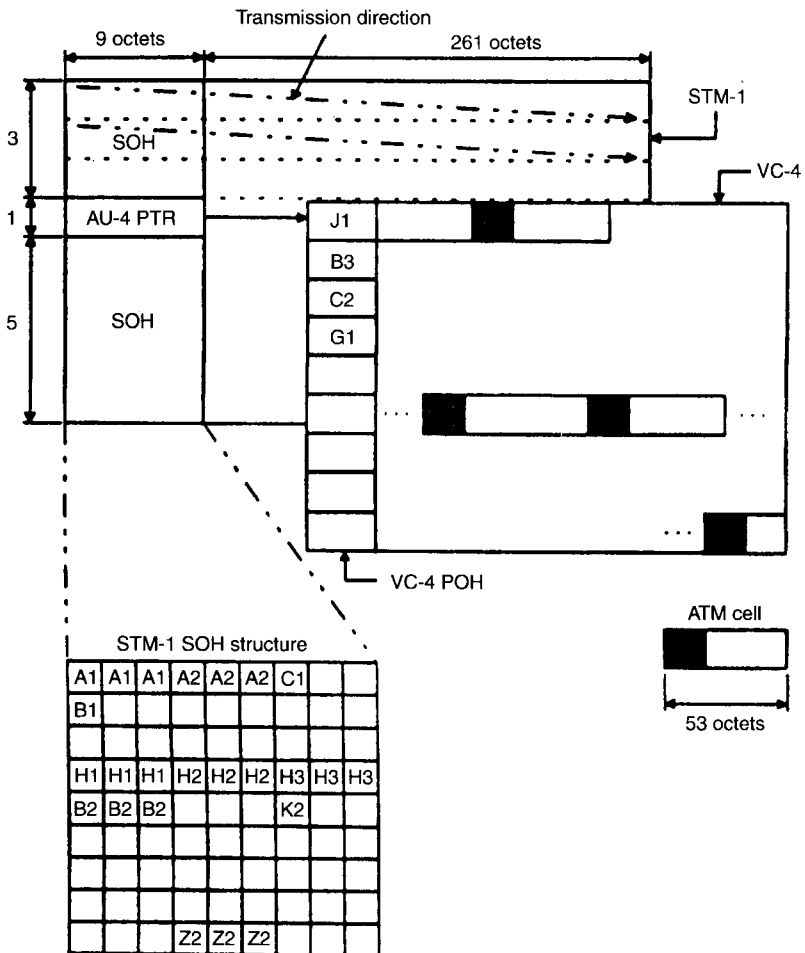 Transmission direction
9 octets
261 octets
STM-1
3
SOH
VC-4
1
AU-4 PTR
J1
B3
C2
G1
5
SOH
... ...
...
VC-4 POH
ATM cell
53 octets
STM-1 SOH structure
A1 A1 A1 A2 A2 A2 C1
B1
H1 H1 H1 H2 H2 H2 H3 H3 H3
B2 B2 B2 K2
Z2 Z2 Z2